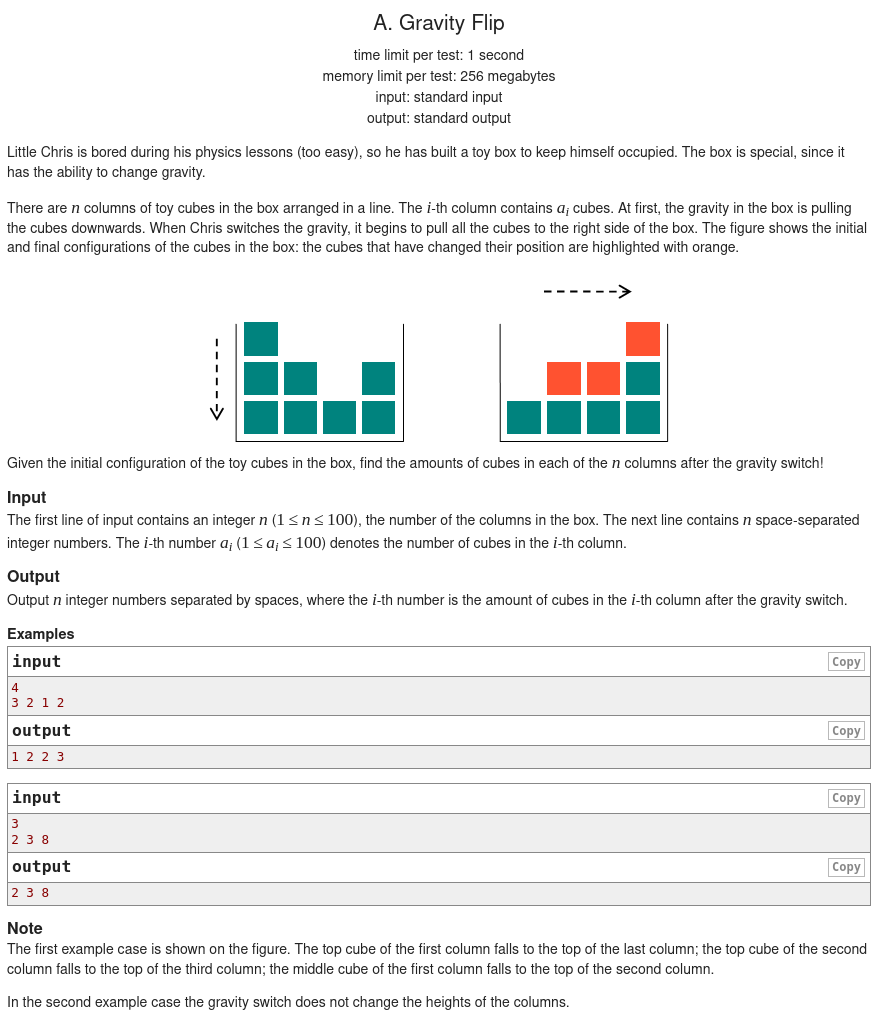 A. Gravity Flip
time limit per test: 1 second
memory limit per test: 256 megabytes
input: standard input
output: standard output
Little Chris is bored during his physics lessons (too easy), so he has built a toy box to keep himself occupied. The box is special, since it
has the ability to change gravity.
There are n columns of toy cubes in the box arranged in a line. The i-th column contains a_i cubes. At first, the gravity in the box is pulling
the cubes downwards. When Chris switches the gravity, it begins to pull all the cubes to the right side of the box. The figure shows the initial
and final configurations of the cubes in the box: the cubes that have changed their position are highlighted with orange.
Given the initial configuration of the toy cubes in the box, find the amounts of cubes in each of the n columns after the gravity switch!
Input
The first line of input contains an integer n (1 ≤ n ≤ 100), the number of the columns in the box. The next line contains n space-separated
integer numbers. The i-th number a_i (1 ≤ a_i ≤ 100) denotes the number of cubes in the i-th column.
Output
Output n integer numbers separated by spaces, where the i-th number is the amount of cubes in the i-th column after the gravity switch.
Examples
input Copy
4
3 2 1 2
output Copy
1 2 2 3
input Copy
3
2 3 8
output Copy
2 3 8
Note
The first example case is shown on the figure. The top cube of the first column falls to the top of the last column; the top cube of the second
column falls to the top of the third column; the middle cube of the first column falls to the top of the second column.
In the second example case the gravity switch does not change the heights of the columns.